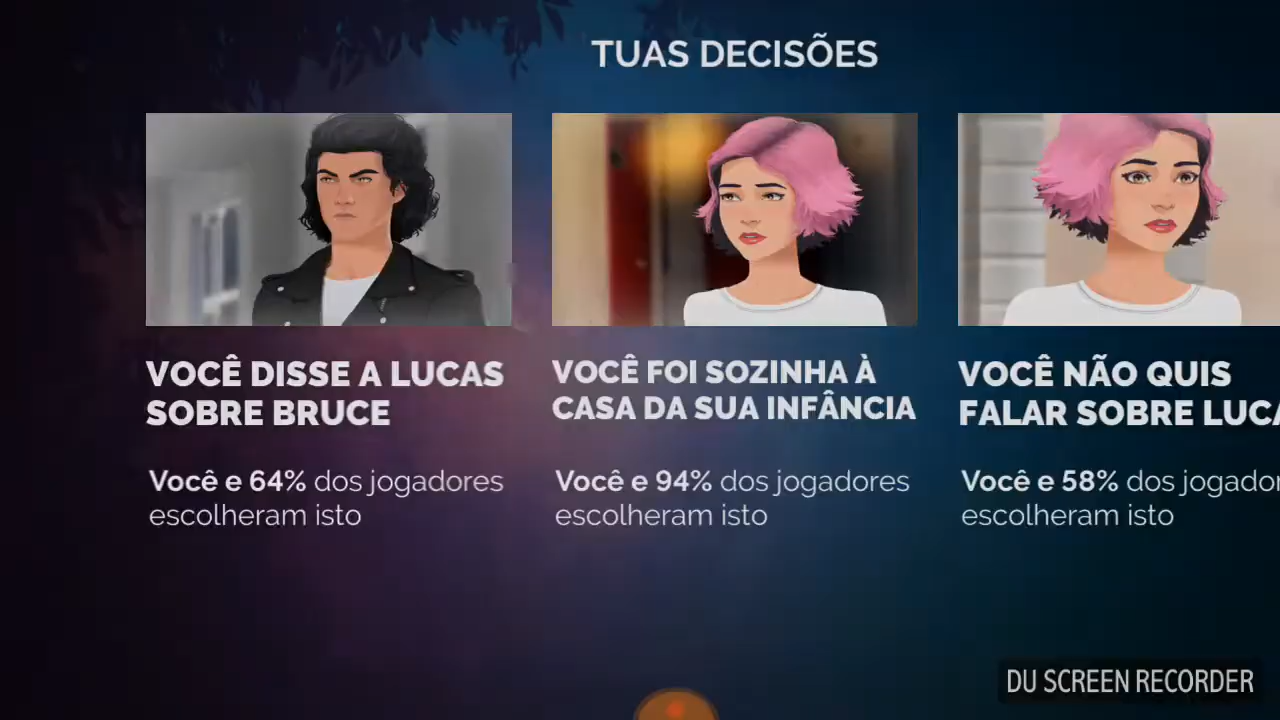 TUAS DECISÕES
VOCÊ DISSE A LUCAS
SOBRE BRUCE
Você e 64% dos jogadores
escolheram isto
VOCÊ FOI SOZINHA À
CASA DA SUA INFÂNCIA
Você e 94% dos jogadores
escolheram isto
VOCÊ NÃO QUIS
FALAR SOBRE
Você e 58% dos
escolheram isto
DU SCREEN RECORDER